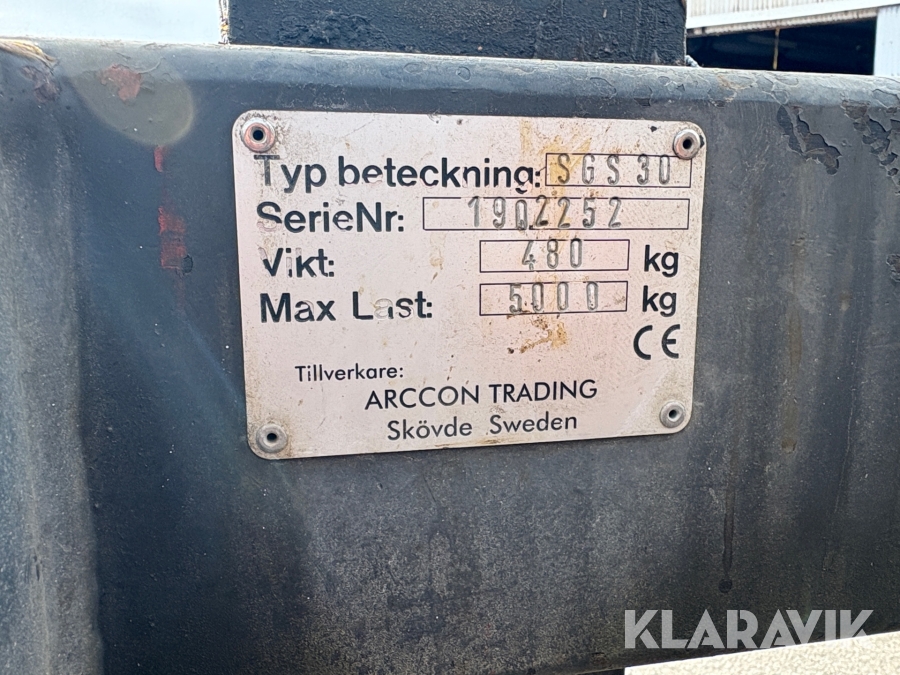 Typ beteckning: SGS 30
SerieNr: 1902252
Vikt: 480 kg
Max Last: 5000 kg
CE
Tillverkare:
ARCCON TRADING
Skövde Sweden
KLARAVIK